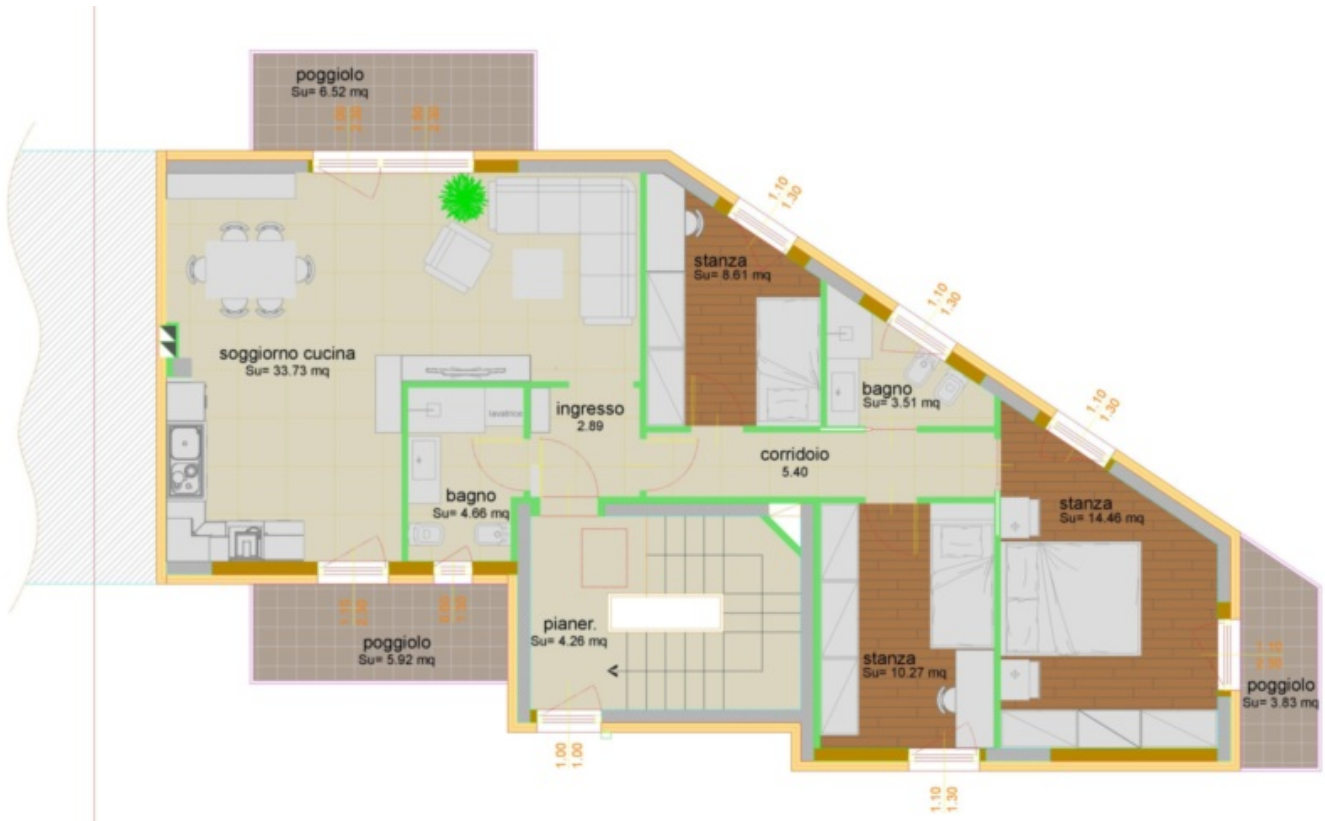 poggiolo
Su= 6.52 mq
1.10
1.30
stanza
Su= 8.61 mq
1.10
1.30
soggiorno cucina
Su= 33.73 mq
bagno
Su= 3.51 mq
lavatrice
ingresso
2.89
1.10
1.30
corridoio
5.40
bagno
Su= 4.66 mq
stanza
Su= 14.46 mq
pianer.
Su= 4.26 mq
poggiolo
Su= 5.92 mq
stanza
Su= 10.27 mq
poggiolo
Su= 3.83 mq
1.00
1.00
1.10
1.30